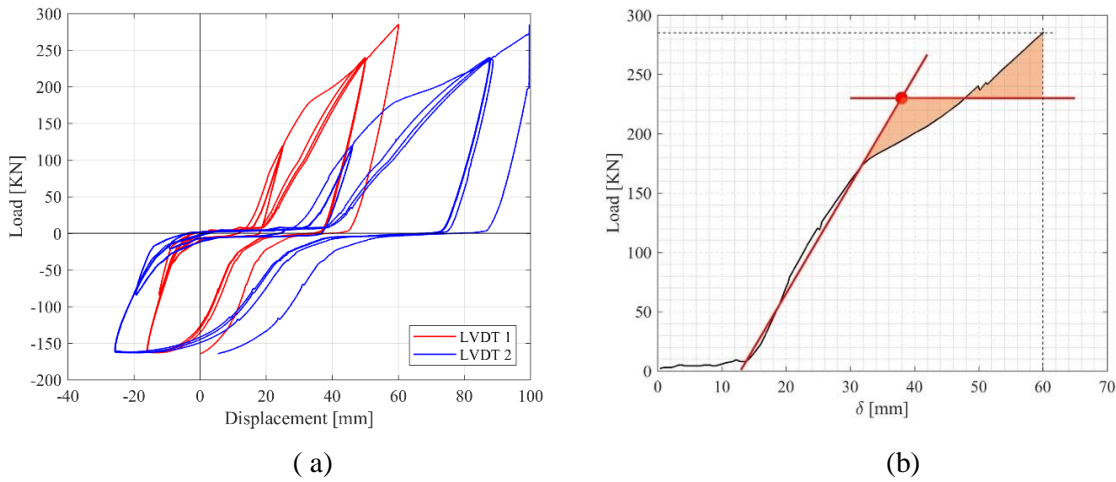 300
250
200
150
100
50
0
-50
-100
-150
-200
Load [KN]
-40 -20 0 20 40 60 80 100
Displacement [mm]
LVDT 1
LVDT 2
( a)
300
250
200
150
100
50
0
Load [KN]
0 10 20 30 40 50 60 70
δ [mm]
(b)